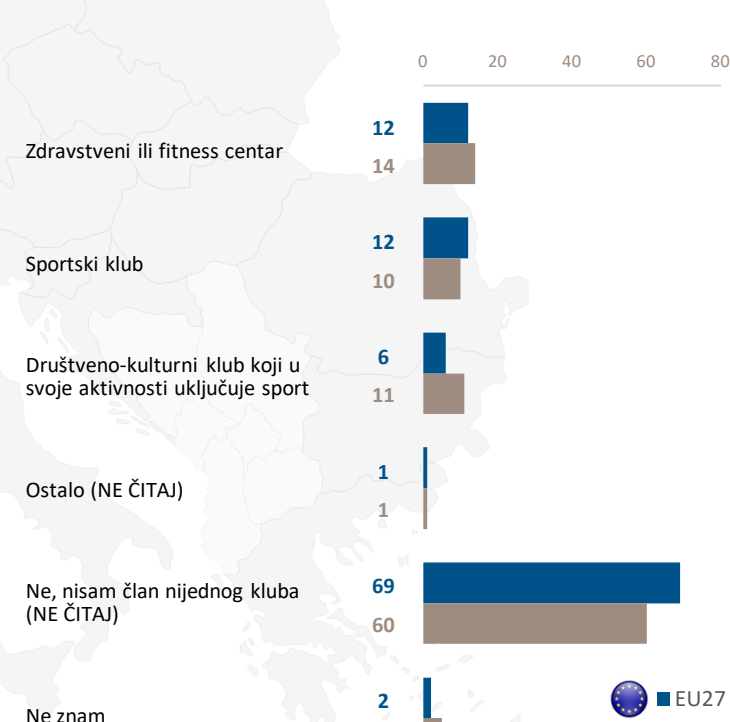 0 20 40 60 80
12
Zdravstveni ili fitness centar
14
12
Sportski klub
10
6
Društveno-kulturni klub koji u
svoje aktivnosti uključuje sport
11
1
Ostalo (NE ČITAJ)
1
Ne, nisam član nijednog kluba
69
(NE ČITAJ)
60
2
EU27
Ne znam